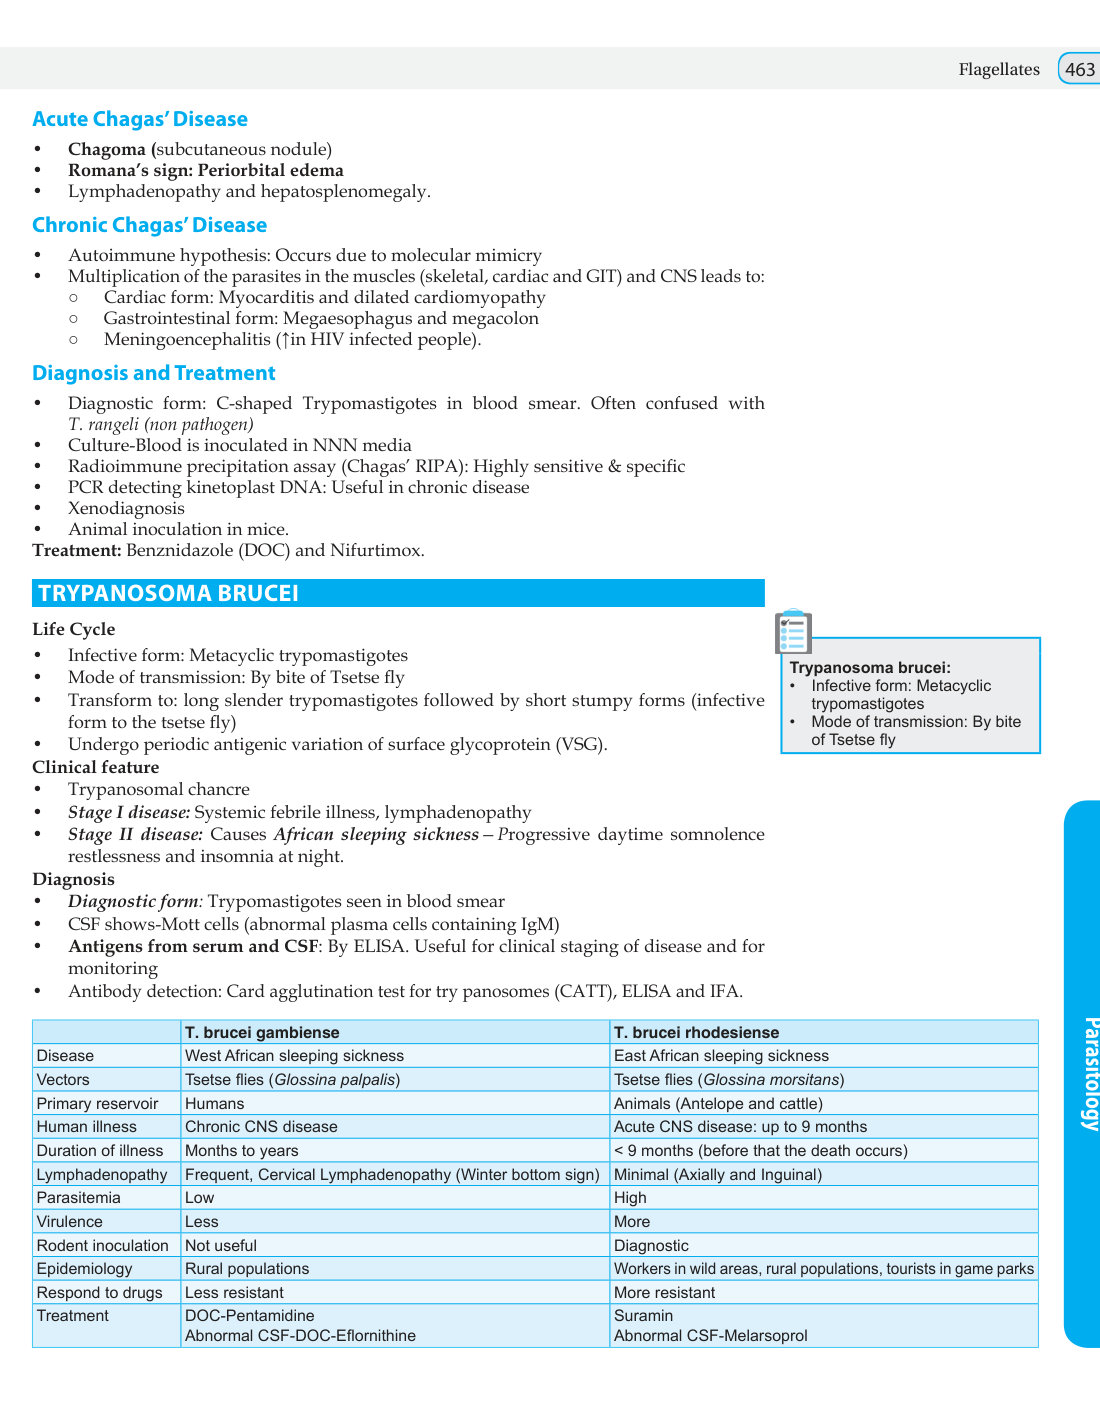 Flagellates 463
Acute Chagas’ Disease
• Chagoma (subcutaneous nodule)
• Romana’s sign: Periorbital edema
• Lymphadenopathy and hepatosplenomegaly.
Chronic Chagas’ Disease
• Autoimmune hypothesis: Occurs due to molecular mimicry
• Multiplication of the parasites in the muscles (skeletal, cardiac and GIT) and CNS leads to:
○ Cardiac form: Myocarditis and dilated cardiomyopathy
○ Gastrointestinal form: Megaesophagus and megacolon
○ Meningoencephalitis (↑in HIV infected people).
Diagnosis and Treatment
• Diagnostic form: C-shaped Trypomastigotes in blood smear. Often confused with
T. rangeli (non pathogen)
• Culture-Blood is inoculated in NNN media
• Radioimmune precipitation assay (Chagas’ RIPA): Highly sensitive & specific
• PCR detecting kinetoplast DNA: Useful in chronic disease
• Xenodiagnosis
• Animal inoculation in mice.
Treatment: Benznidazole (DOC) and Nifurtimox.
TRYPANOSOMA BRUCEI
Life Cycle
• Infective form: Metacyclic trypomastigotes
• Mode of transmission: By bite of Tsetse fly
• Transform to: long slender trypomastigotes followed by short stumpy forms (infective
form to the tsetse fly)
• Undergo periodic antigenic variation of surface glycoprotein (VSG).
Clinical feature
• Trypanosomal chancre
• Stage I disease: Systemic febrile illness, lymphadenopathy
• Stage II disease: Causes African sleeping sickness – Progressive daytime somnolence
restlessness and insomnia at night.
Diagnosis
• Diagnostic form: Trypomastigotes seen in blood smear
• CSF shows-Mott cells (abnormal plasma cells containing IgM)
• Antigens from serum and CSF: By ELISA. Useful for clinical staging of disease and for
monitoring
• Antibody detection: Card agglutination test for try panosomes (CATT), ELISA and IFA.
Trypanosoma brucei:
• Infective form: Metacyclic
trypomastigotes
• Mode of transmission: By bite
of Tsetse fly
T. brucei gambiense T. brucei rhodesiense
Disease West African sleeping sickness East African sleeping sickness
Vectors Tsetse flies (Glossina palpalis) Tsetse flies (Glossina morsitans)
Primary reservoir Humans Animals (Antelope and cattle)
Human illness Chronic CNS disease Acute CNS disease: up to 9 months
Duration of illness Months to years < 9 months (before that the death occurs)
Lymphadenopathy Frequent, Cervical Lymphadenopathy (Winter bottom sign) Minimal (Axially and Inguinal)
Parasitemia Low High
Virulence Less More
Rodent inoculation Not useful Diagnostic
Epidemiology Rural populations Workers in wild areas, rural populations, tourists in game parks
Respond to drugs Less resistant More resistant
Treatment DOC-Pentamidine Suramin
Abnormal CSF-DOC-Eflornithine Abnormal CSF-Melarsoprol
Parasitology